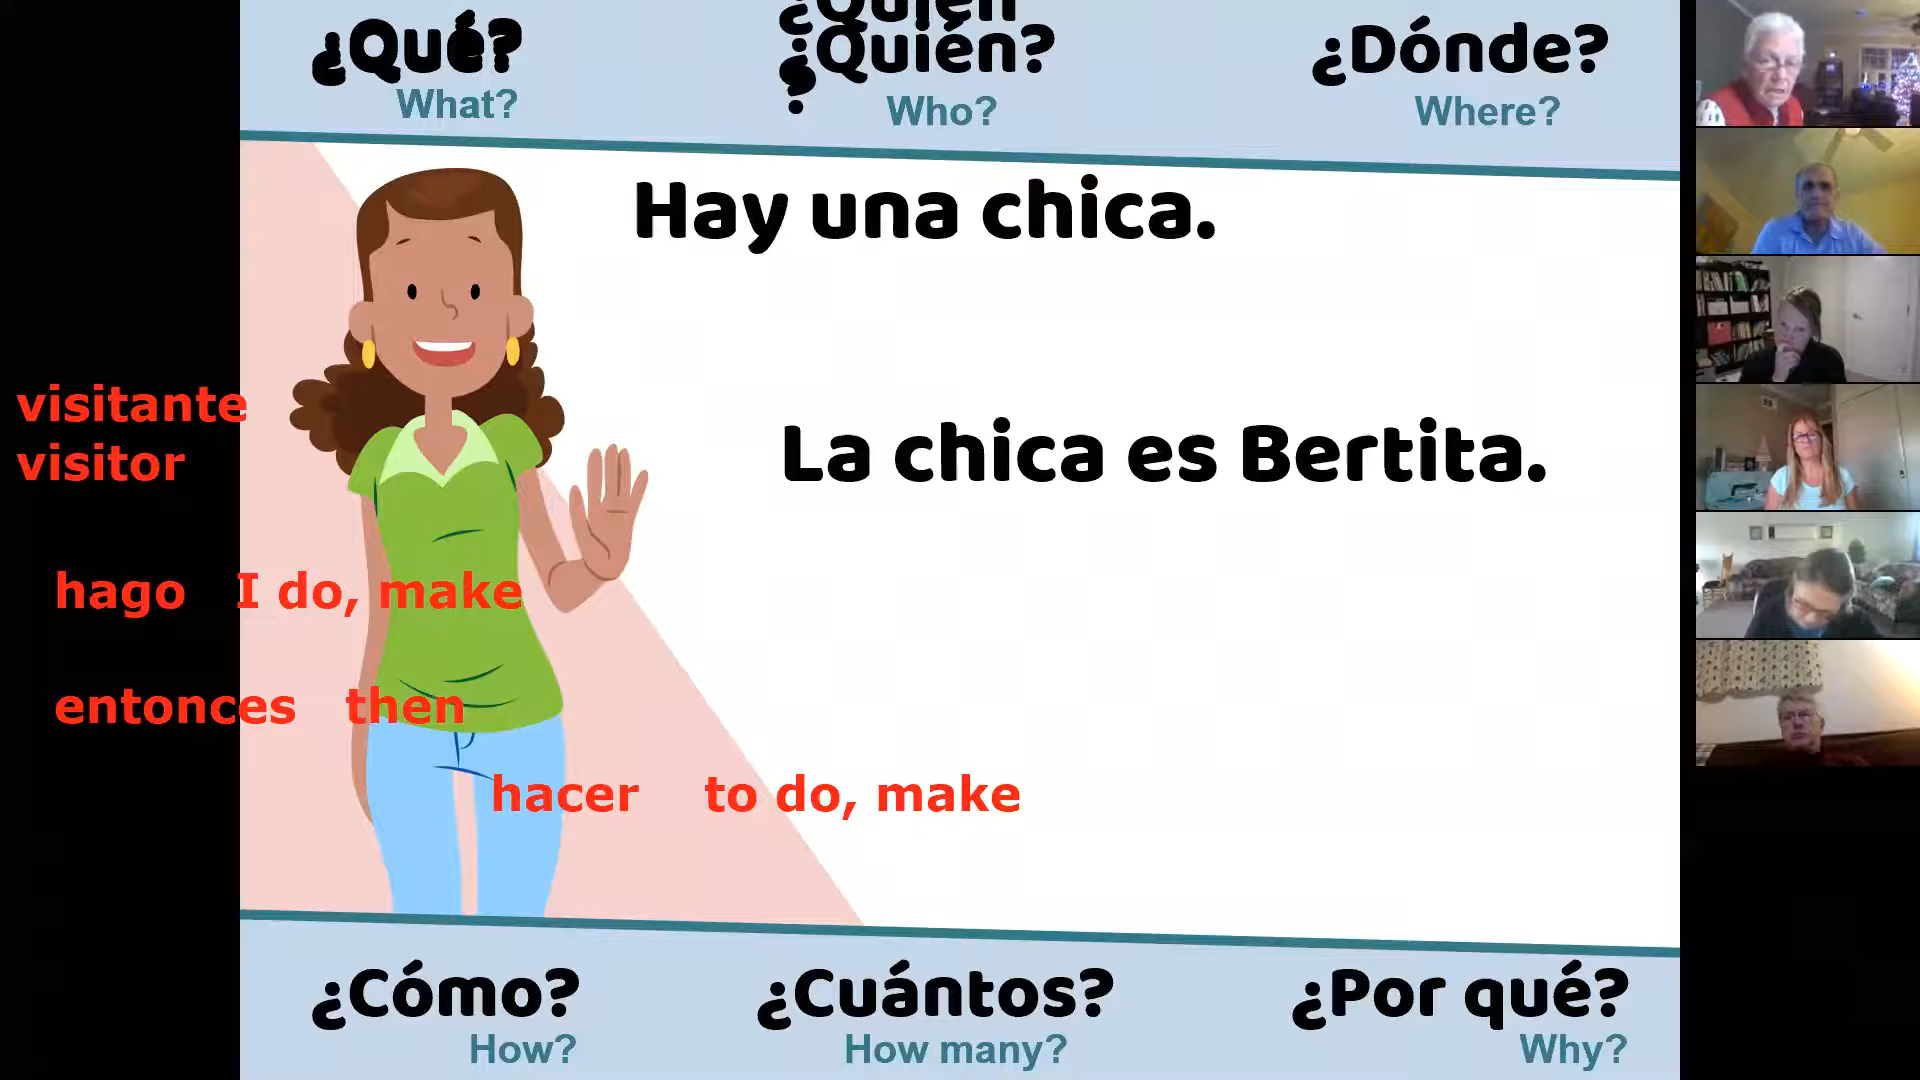 ¿Qué?
What?
¿Quién
¿Quién?
?
Who?
¿Dónde?
Where?
Hay una chica.
La chica es Bertita.
visitante
visitor
hago I do, make
entonces then
hacer to do, make
¿Cómo?
How?
¿Cuántos?
How many?
¿Por qué?
Why?